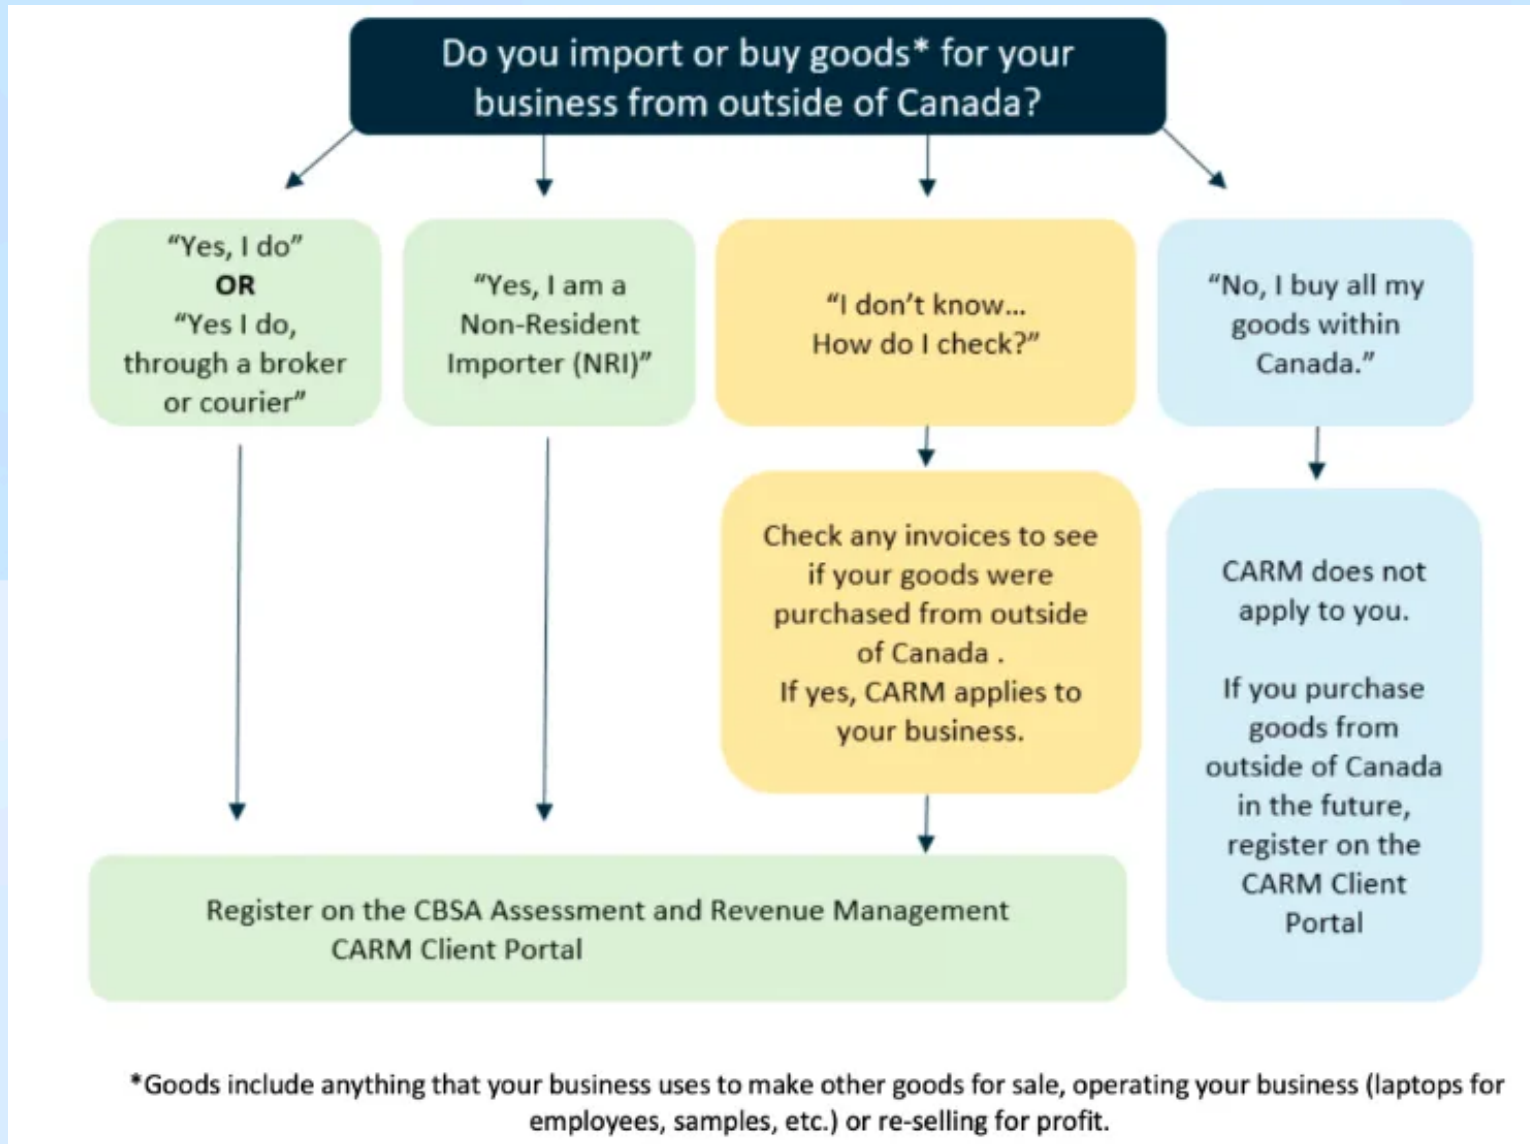 Do you import or buy goods* for your
business from outside of Canada?
“Yes, I do”
OR
“Yes I do,
through a broker
or courier”
“Yes, I am a
Non-Resident
Importer (NRI)”
“I don’t know...
How do I check?”
“No, I buy all my
goods within
Canada.”
Check any invoices to see
if your goods were
purchased from outside
of Canada .
If yes, CARM applies to
your business.
CARM does not
apply to you.
If you purchase
goods from
outside of Canada
in the future,
register on the
CARM Client
Portal
Register on the CBSA Assessment and Revenue Management
CARM Client Portal
*Goods include anything that your business uses to make other goods for sale, operating your business (laptops for
employees, samples, etc.) or re-selling for profit.